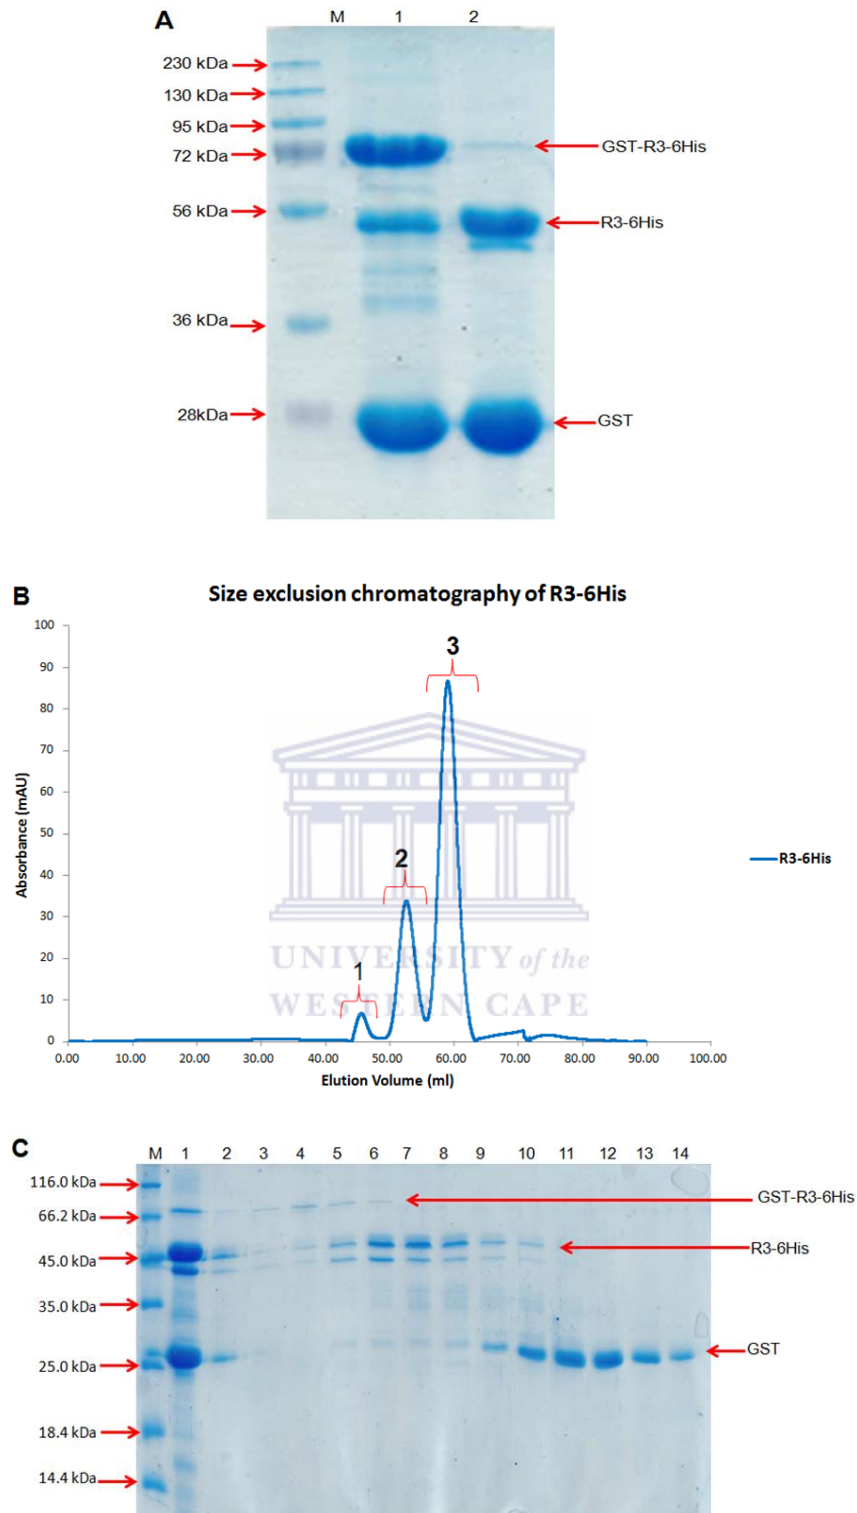 A
M 1 2
230 kDa
130 kDa
95 kDa
GST-R3-6His
72 kDa
56 kDa
R3-6His
36 kDa
28kDa
GST
B
Size exclusion chromatography of R3-6His
100
90
80
70
60
50
40
30
20
10
0
Absorbance (mAU)
3
2
1
R3-6His
UNIVERSITY of the
WESTERN CAPE
0.00 10.00 20.00 30.00 40.00 50.00 60.00 70.00 80.00 90.00 100.00
Elution Volume (ml)
C
M 1 2 3 4 5 6 7 8 9 10 11 12 13 14
116.0 kDa
GST-R3-6His
66.2 kDa
R3-6His
45.0 kDa
35.0 kDa
GST
25.0 kDa
18.4 kDa
14.4 kDa